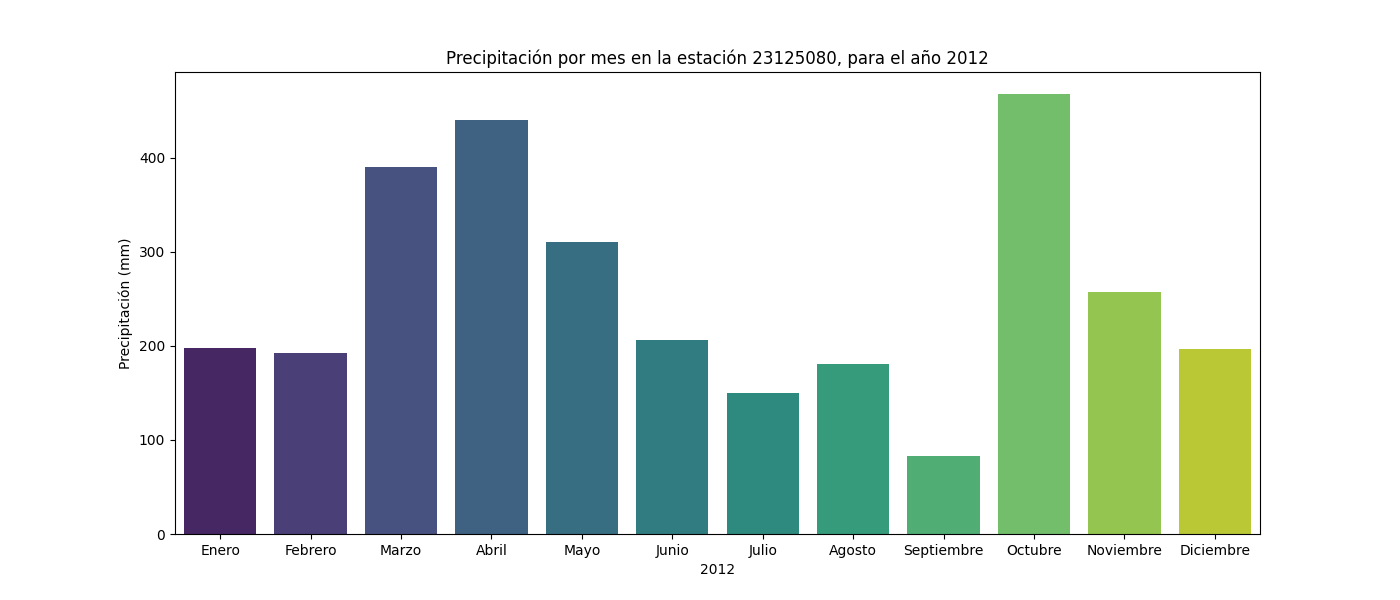 Precipitación por mes en la estación 23125080, para el año 2012
Precipitación (mm)
400
300
200
100
0
Enero Febrero Marzo Abril Mayo Junio Julio Agosto Septiembre Octubre Noviembre Diciembre
2012